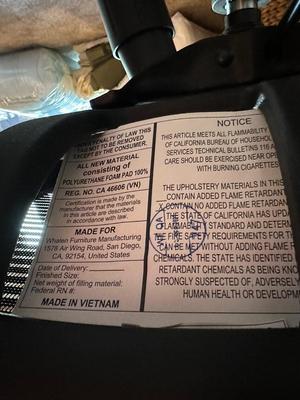 UNDER PENALTY OF LAW THIS
TAG NOT TO BE REMOVED
EXCEPT BY THE CONSUMER.
ALL NEW MATERIAL
consisting of
POLYURETHANE FOAM PAD 100%
REG. NO. CA 46606 (VN)
Certification is made by the
manufacturer that the materials
in this article are described
in accordance with law.
MADE FOR
Whalen Furniture Manufacturing
1578 Air Wing Road, San Diego,
CA, 92154, United States
Date of Delivery:
Finished Size:
Net weight of filling material:
Federal RN #:
MADE IN VIETNAM
NOTICE
THIS ARTICLE MEETS ALL FLAMMABILITY
OF CALIFORNIA BUREAU OF HOUSEHOL
SERVICES TECHNICAL BULLETINS 116 A
CARE SHOULD BE EXERCISED NEAR OPE
WITH BURNING CIGARETTES
THE UPHOLSTERY MATERIALS IN THIS
CONTAIN ADDED FLAME RETARDAN
X CONTAIN NO ADDED FLAME RETARDAN
THE STATE OF CALIFORNIA HAS UPD
STANDARD AND DETERM
FIRE SAFETY REQUIREMENTS FOR T
CAN BE MET WITHOUT ADDING FLAME R
CHEMICALS. THE STATE HAS IDENTIFIED
RETARDANT CHEMICALS AS BEING KNO
STRONGLY SUSPECTED OF, ADVERSELY
HUMAN HEALTH OR DEVELOPM